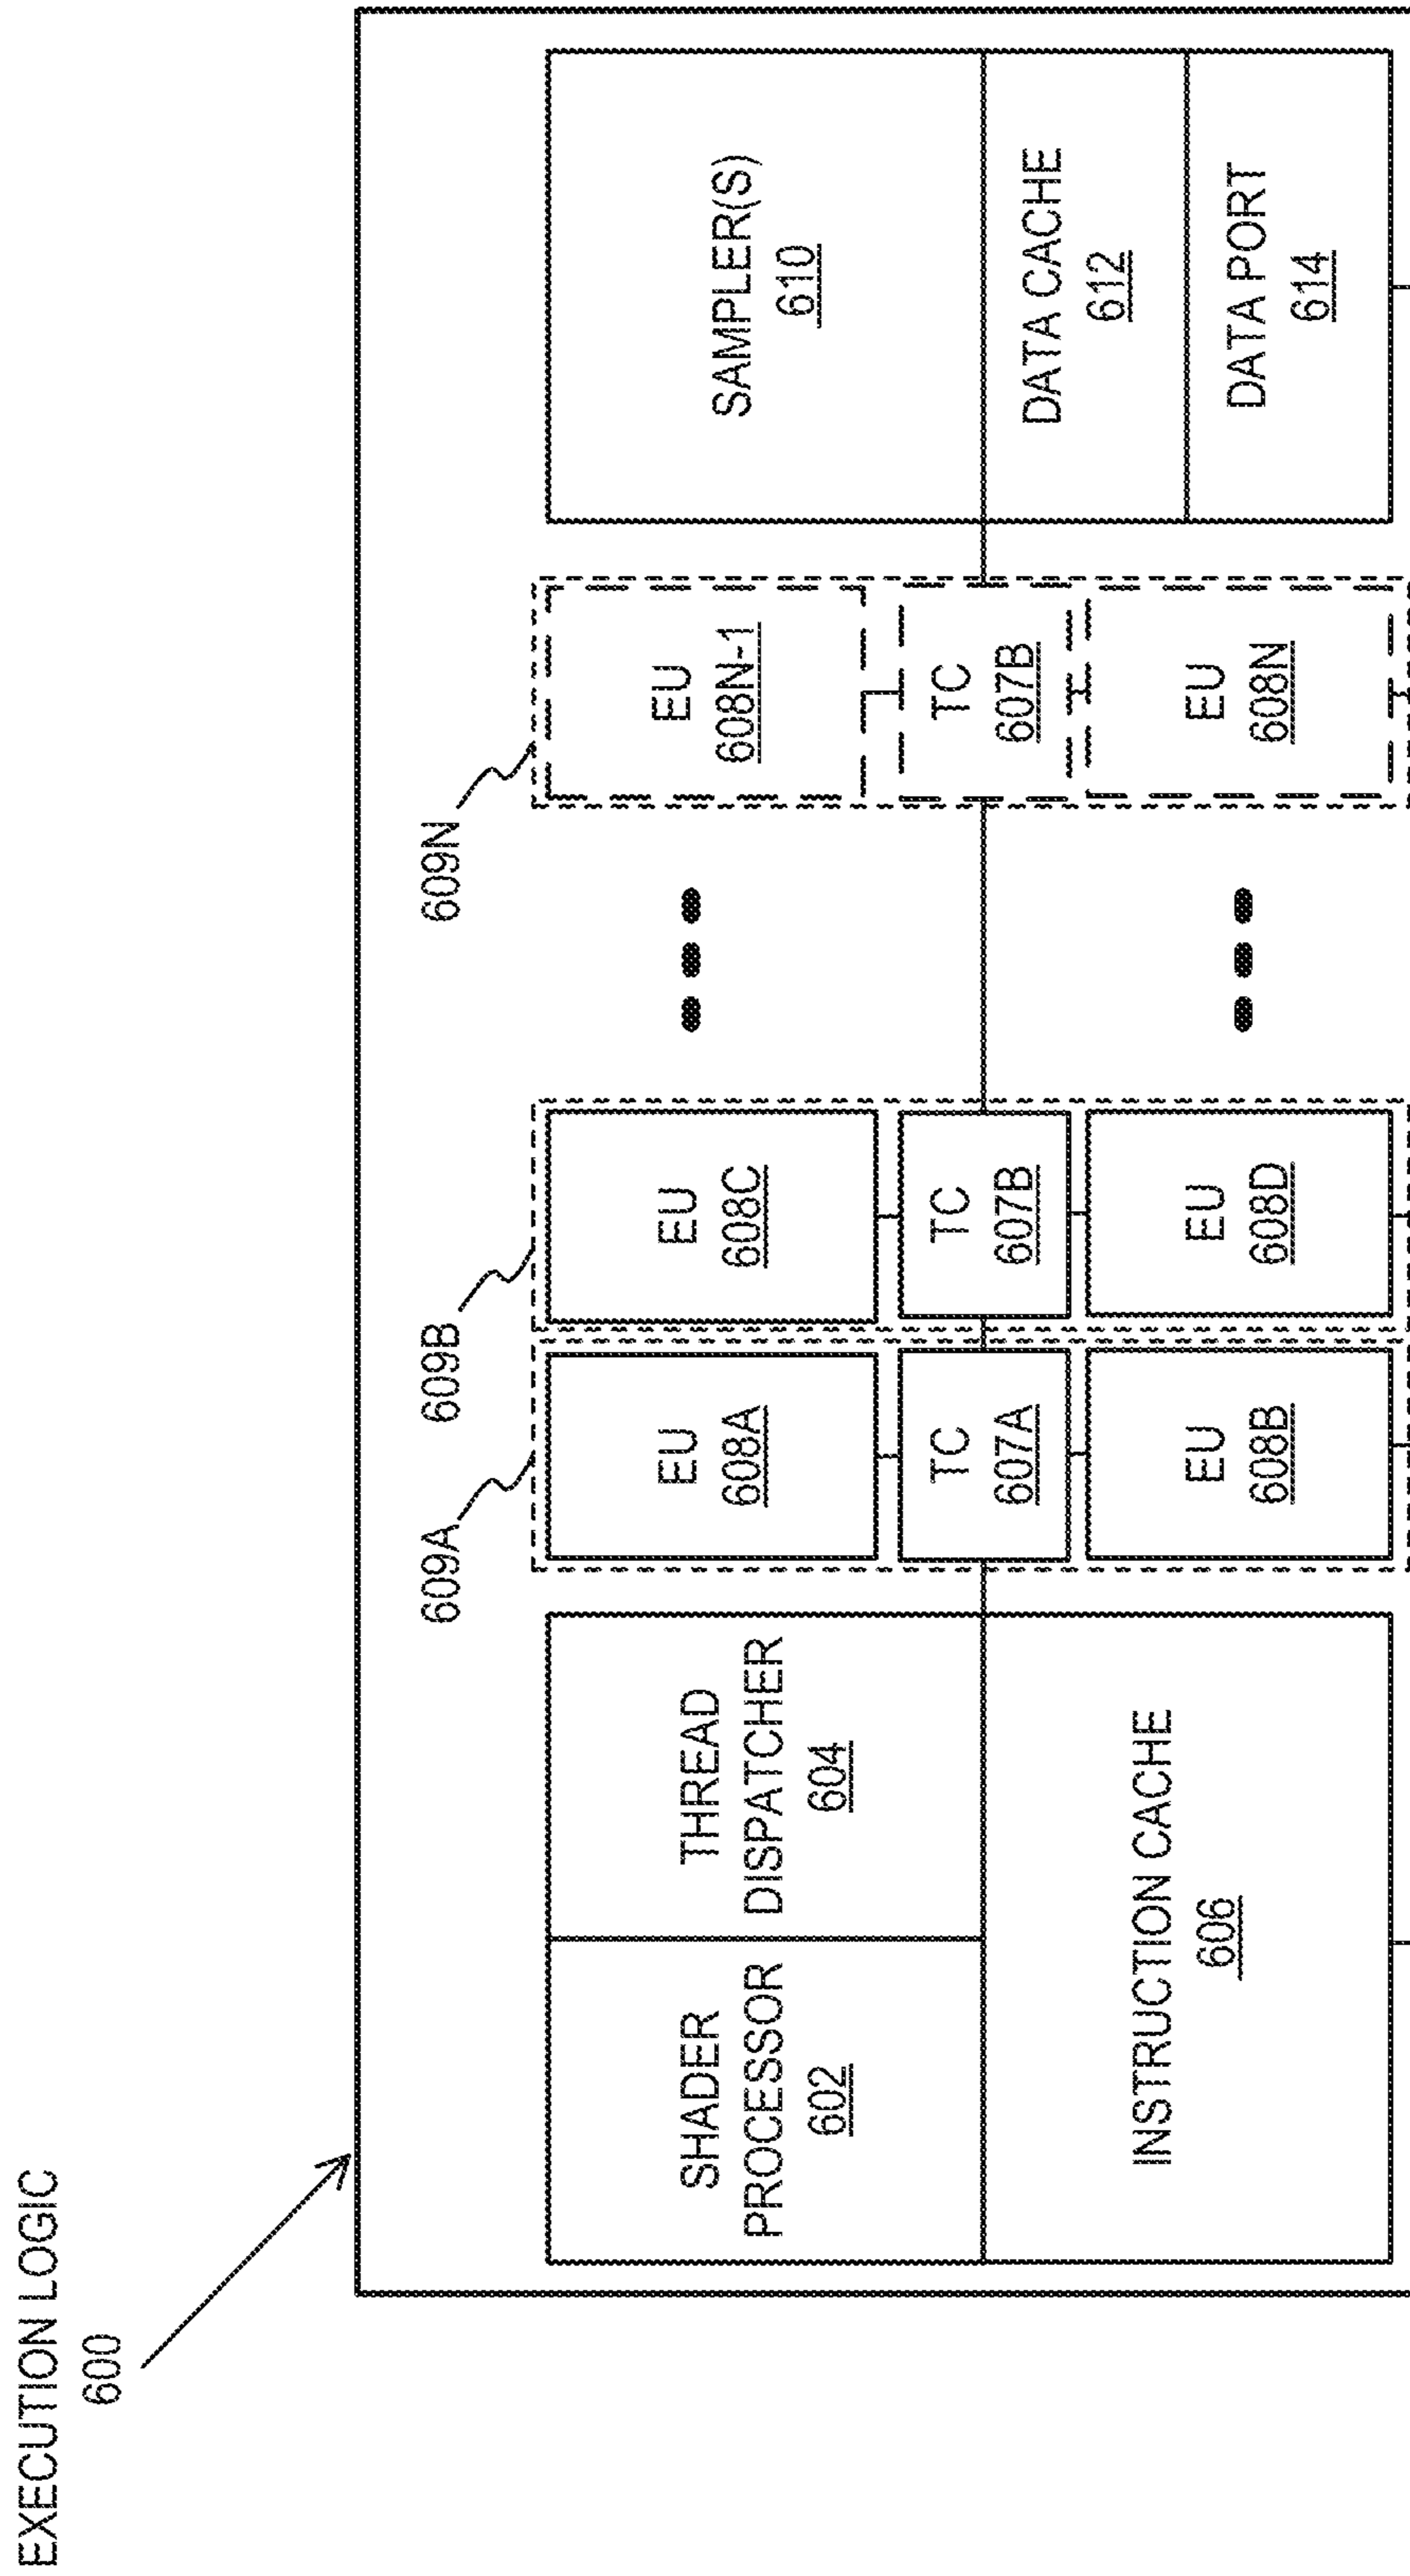 EXECUTION LOGIC
600
609A
609B
609N
SHADER
PROCESSOR
602
THREAD
DISPATCHER
604
INSTRUCTION CACHE
606
EU
608A
TC
607A
EU
608B
EU
608C
TC
607B
EU
608D
EU
608N-1
TC
607B
EU
608N
SAMPLER(S)
610
DATA CACHE
612
DATA PORT
614